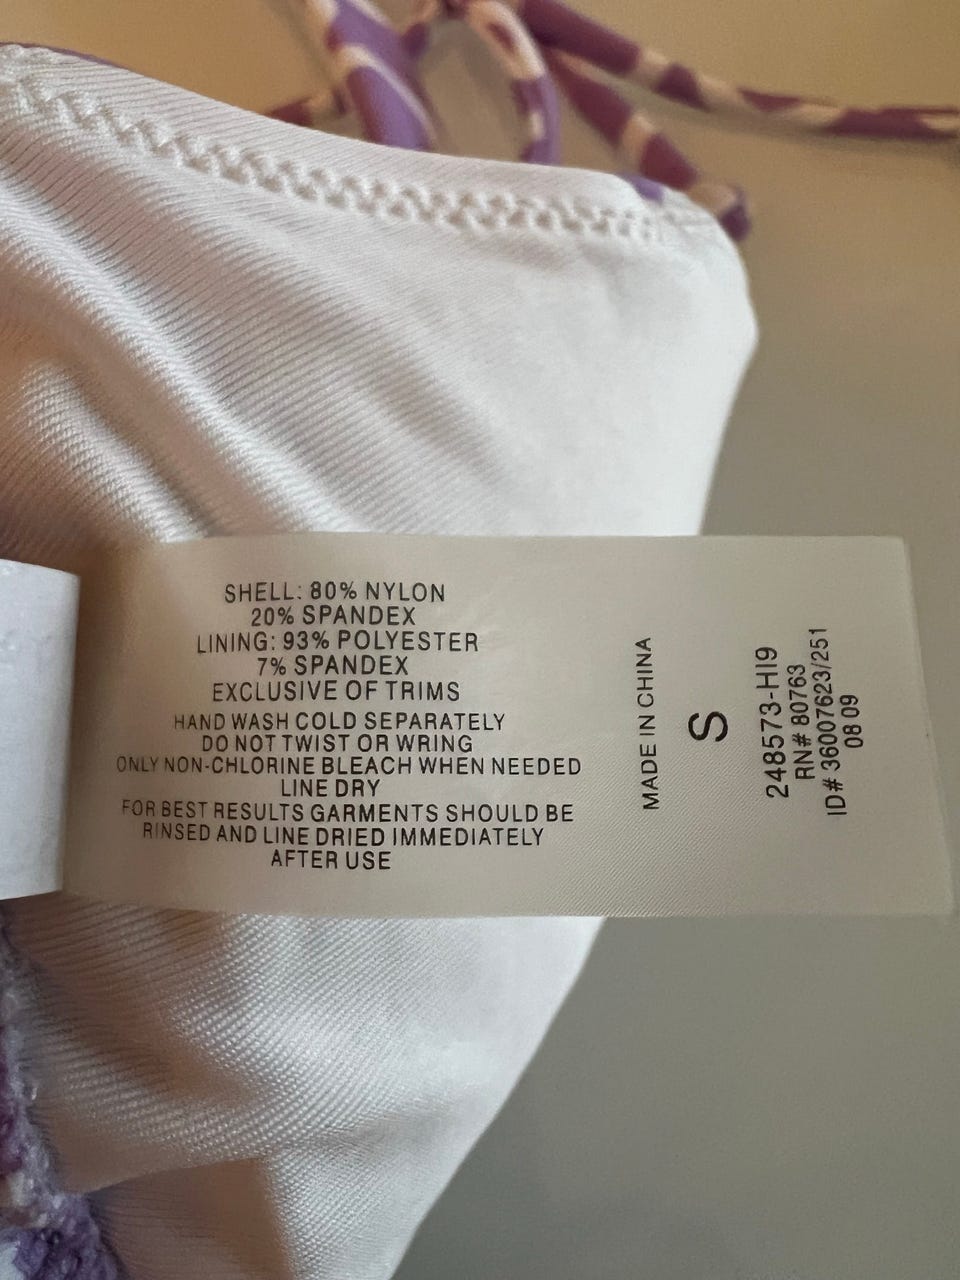 SHELL: 80% NYLON
20% SPANDEX
LINING: 93% POLYESTER
7% SPANDEX
EXCLUSIVE OF TRIMS
HAND WASH COLD SEPARATELY
DO NOT TWIST OR WRING
ONLY NON-CHLORINE BLEACH WHEN NEEDED
LINE DRY
FOR BEST RESULTS GARMENTS SHOULD BE
RINSED AND LINE DRIED IMMEDIATELY
AFTER USE
MADE IN CHINA
S
248573-HI9
RN# 80763
ID# 36007623/251
08 09